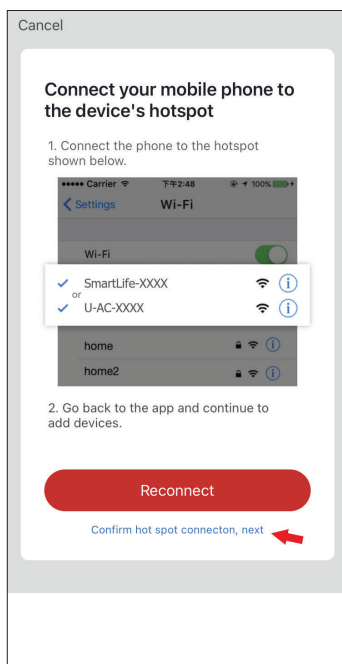 Cancel
Connect your mobile phone to
the device's hotspot
1. Connect the phone to the hotspot
shown below.
Carrier 下午2:48 100%
Settings Wi-Fi
Wi-Fi
SmartLife-XXXX
or
U-AC-XXXX
home
home2
2. Go back to the app and continue to
add devices.
Reconnect
Confirm hot spot connecton, next